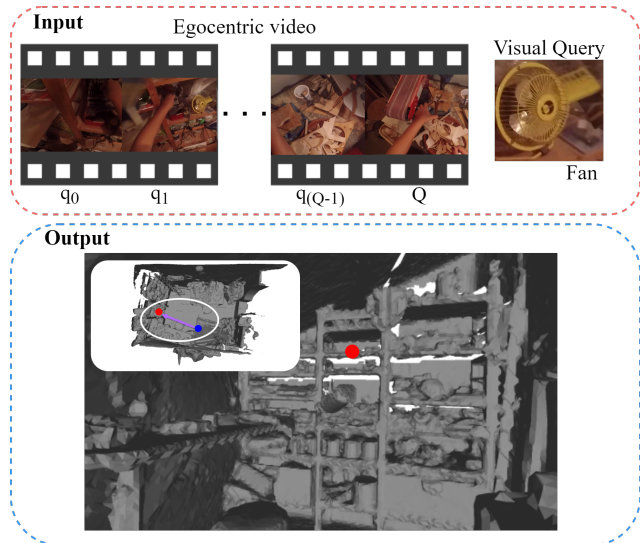 Input
Egocentric video
Visual Query
Fan
q0 q1 q(Q-1) Q
Output